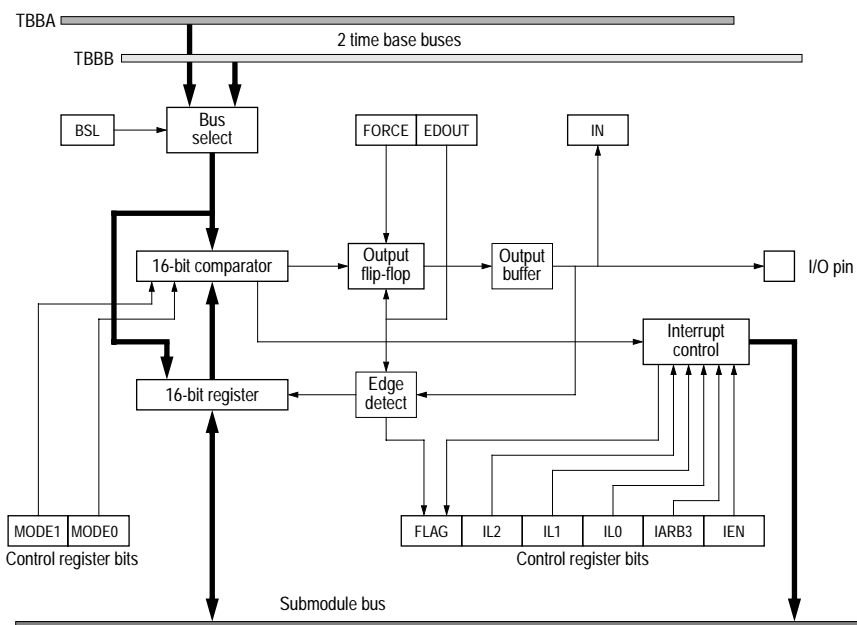 TBBA
2 time base buses
TBBB
BSL
Bus
select
FORCE
EDOUT
IN
16-bit comparator
Output
flip-flop
Output
buffer
I/O pin
Interrupt
control
16-bit register
Edge
detect
MODE1
MODE0
FLAG
IL2
IL1
IL0
IARB3
IEN
Control register bits
Control register bits
Submodule bus